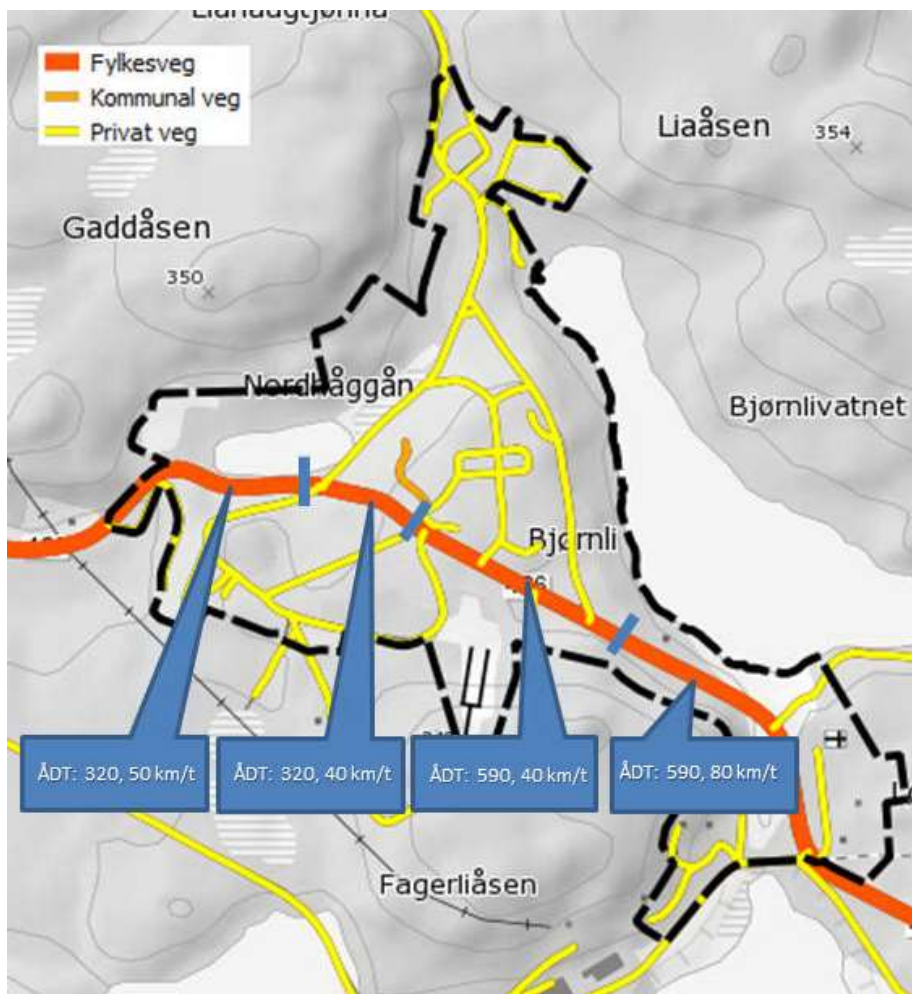 Fylkesveg
Kommunal veg
Privat veg
Liaåsen
354
Gaddåsen
350
Nordhåggån
Bjørnlivatnet
Bjørnli
ÅDT: 320, 50 km/t
ÅDT: 320, 40 km/t
ÅDT: 590, 40 km/t
ÅDT: 590, 80 km/t
Fagerliåsen